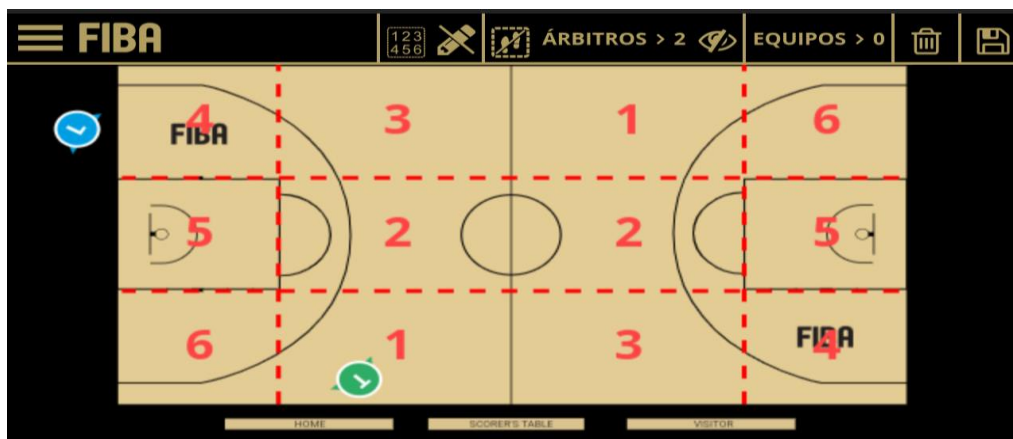 FIBA 123 ÁRBITROS > 2 EQUIPOS > 0
456
4 3 1 6
FIBA
5 2 2 5
6 1 3 4
FIBA
1
HOME SCORER'S TABLE VISITOR